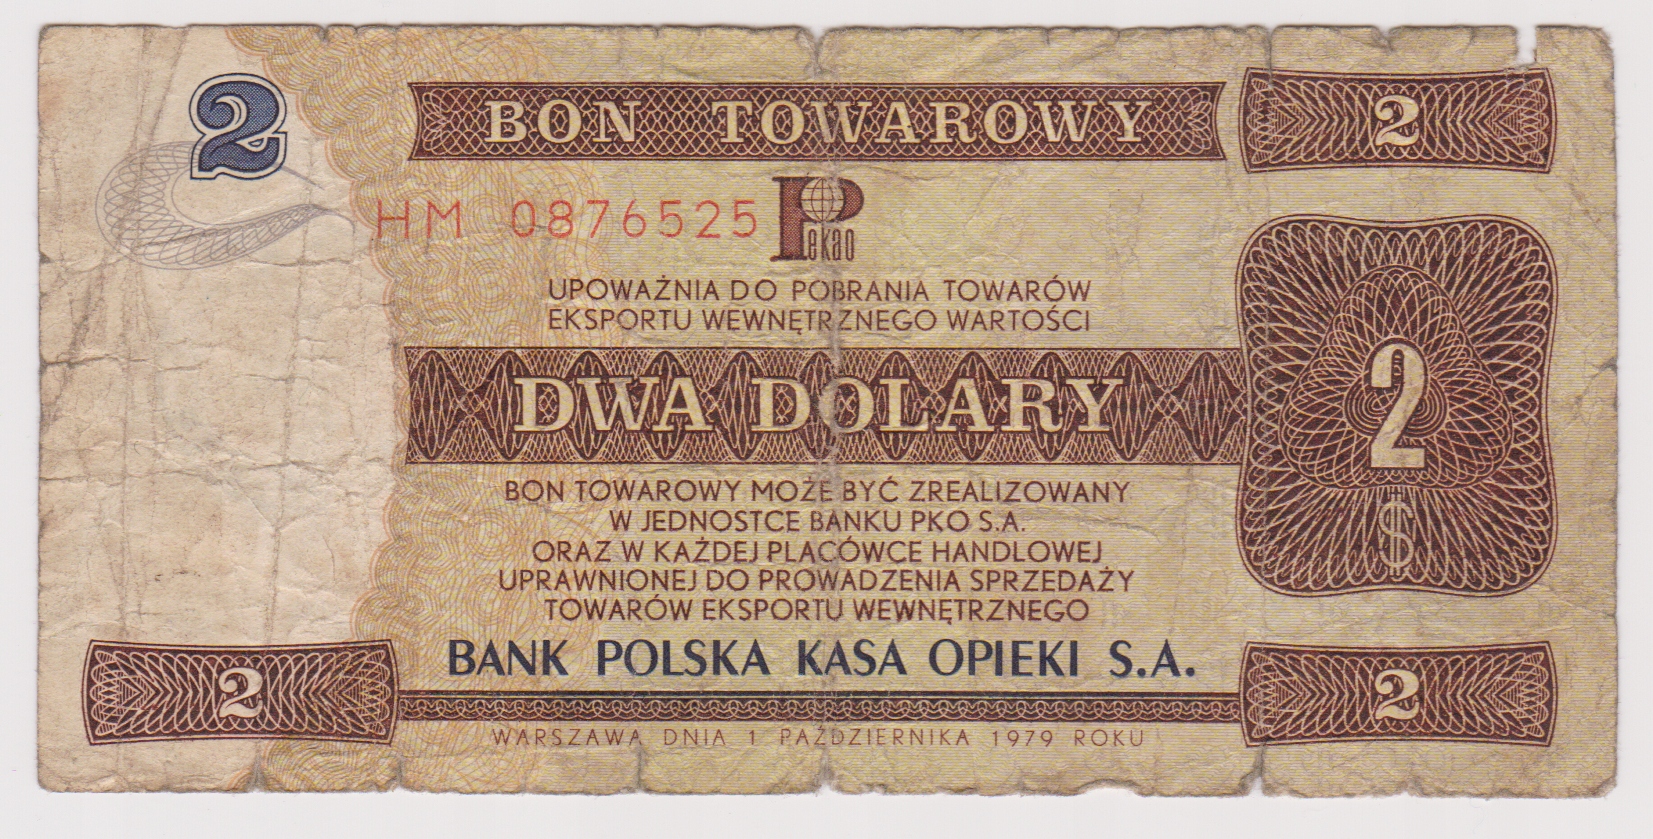 2
BON TOWAROWY
2
HM 0876525
Pekao
UPOWAŻNIA DO POBRANIA TOWARÓW
EKSPORTU WEWNĘTRZNEGO WARTOŚCI
DWA DOLARY
2
$
BON TOWAROWY MOŻE BYĆ ZREALIZOWANY
W JEDNOSTCE BANKU PKO S.A.
ORAZ W KAŻDEJ PLACÓWCE HANDLOWEJ
UPRAWNIONEJ DO PROWADZENIA SPRZEDAŻY
TOWARÓW EKSPORTU WEWNĘTRZNEGO
BANK POLSKA KASA OPIEKI S.A.
2
2
WARSZAWA DNIA 1 PAŹDZIERNIKA 1979 ROKU